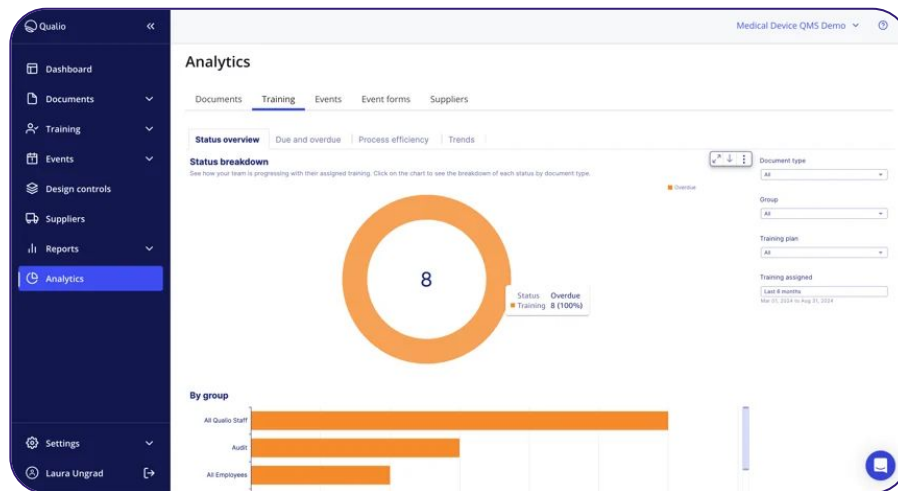 Qualio
Medical Device QMS Demo
Dashboard
Documents
Training
Events
Design controls
Suppliers
Reports
Analytics
Settings
Laura Ungrad
Analytics
Documents Training Events Event forms Suppliers
Status overview Due and overdue Process efficiency Trends
Status breakdown
See how your team is progressing with their assigned training. Click on the chart to see the breakdown of each status by document type.
Overdue
8
Status Overdue
Training 8 (100%)
Document type
All
Group
All
Training plan
All
Training assigned
Last 6 months
Mar 01, 2024 to Aug 31, 2024
By group
All Qualio Staff
Audit
All Employees